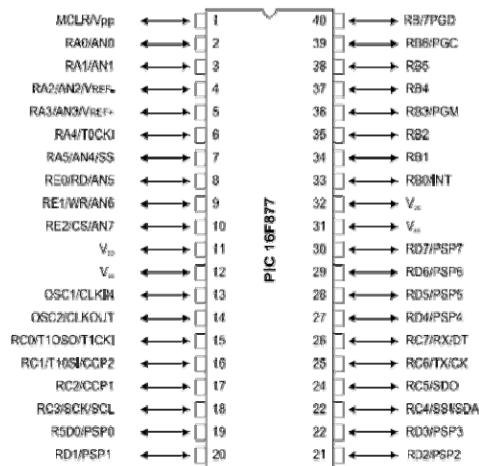 MCLR/Vpp 1 40 RB/7PGD
RA0/AN0 2 39 RB6/PGC
RA1/AN1 3 38 RB5
RA2/AN2/VREF- 4 37 RB4
RA3/AN3/VREF+ 5 36 RB3/PGM
RA4/T0CKI 6 35 RB2
RA5/AN4/SS 7 34 RB1
RE0/RD/AN5 8 33 RB0/INT
RE1/WR/AN6 9 32
RE2/CS/AN7 10 31
11 30 RD7/PSP7
12 29 RD6/PSP6
OSC1/CLKIN 13 28 RD5/PSP5
OSC2/CLKOUT 14 27 RD4/PSP4
RC0/T1OSO/T1CKI 15 26 RC7/RX/DT
RC1/T10SI/CCP2 16 25 RC6/TX/CX
RC2/CCP1 17 24 RC5/SDO
RC3/SCK/SCL 18 22 RC4/SSI/SDA
R5D0/PSP0 19 22 RD3/PSP3
RD1/PSP1 20 21 RD2/PSP2
PIC 16F877